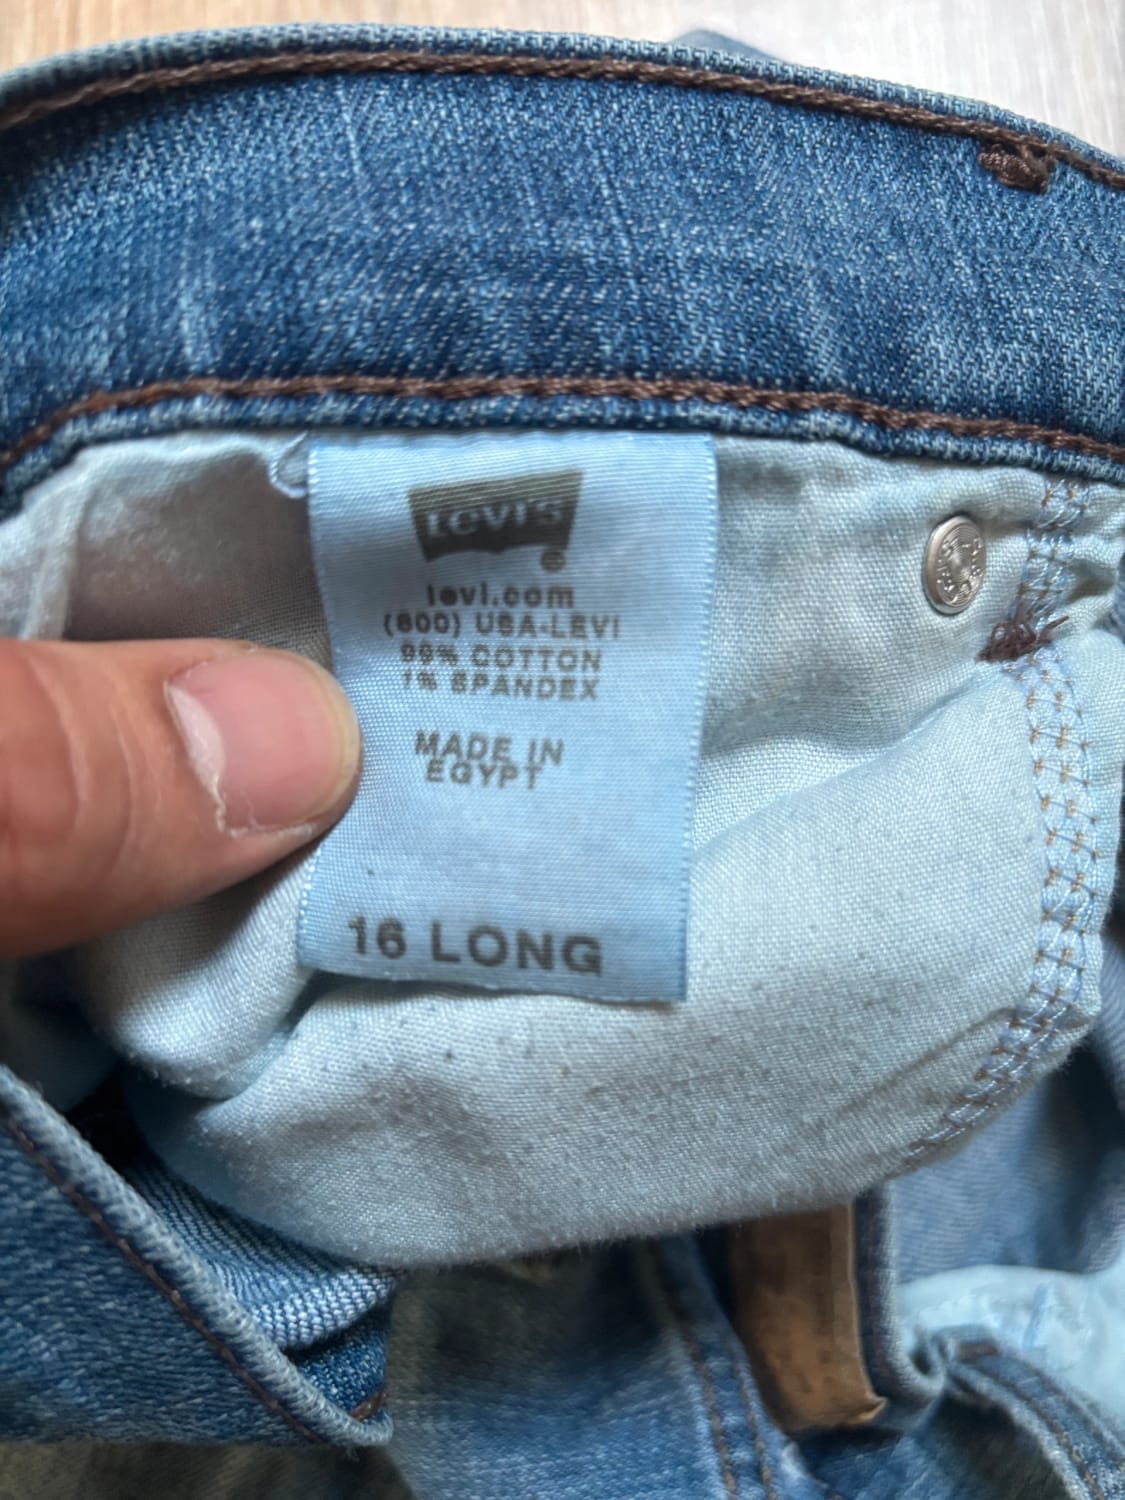 Levi's
®
levi.com
(800) USA-LEVI
99% COTTON
1% SPANDEX
MADE IN
EGYPT
16 LONG